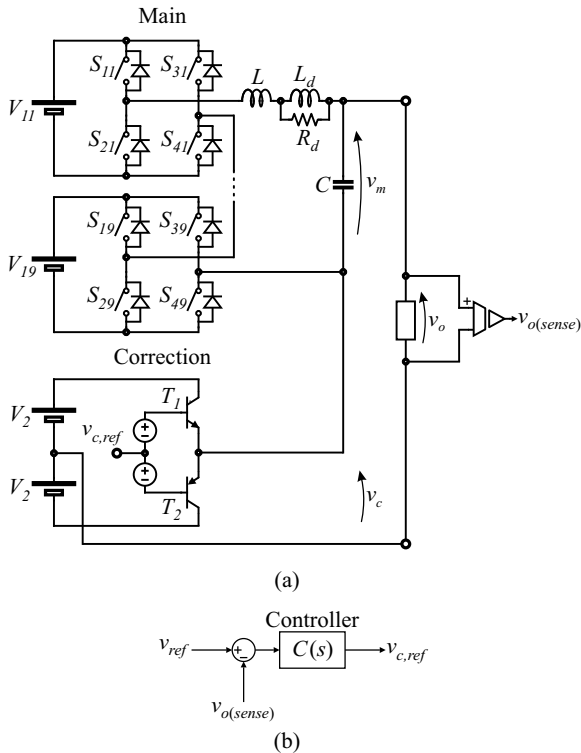 Main
S11
S31
L
Ld
V11
Rd
S21
S41
C
vm
S19
S39
V19
+
vo
vo(sense)
S29
S49
Correction
T1
V2
vc,ref
+
−
+
−
V2
T2
vc
(a)
Controller
vref
+
−
C(s)
vc,ref
vo(sense)
(b)